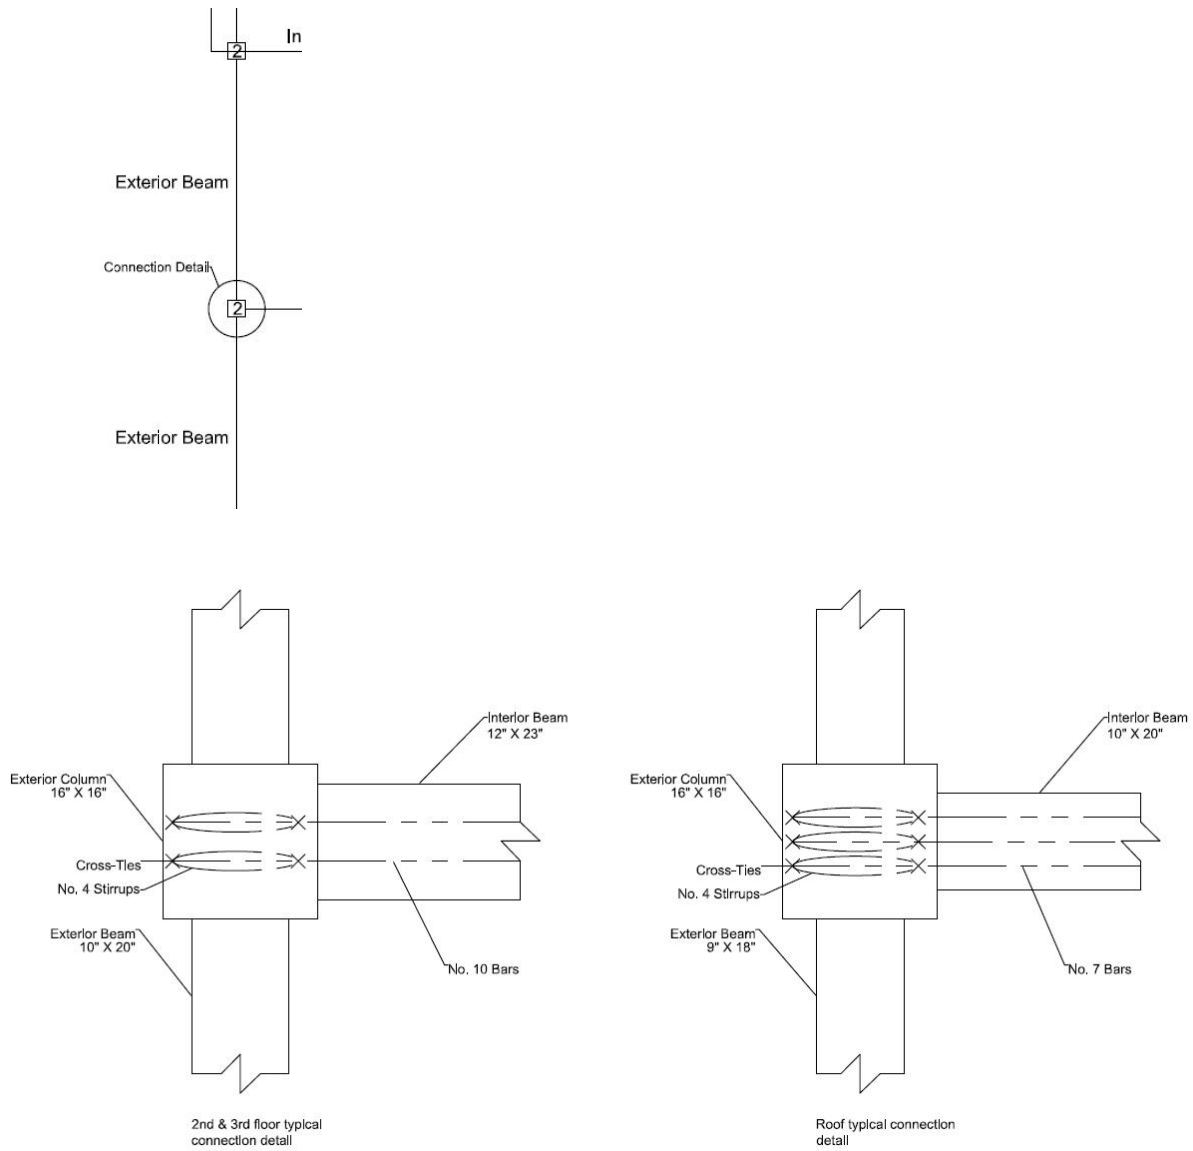 In
2
Exterior Beam
Connection Detail
2
Exterior Beam
Interior Beam
12" X 23"
Exterior Column
16" X 16"
Cross-Ties
No. 4 Stirrups
Exterior Beam
10" X 20"
No. 10 Bars
2nd & 3rd floor typical
connection detail
Interior Beam
10" X 20"
Exterior Column
16" X 16"
Cross-Ties
No. 4 Stirrups
Exterior Beam
9" X 18"
No. 7 Bars
Roof typical connection
detail